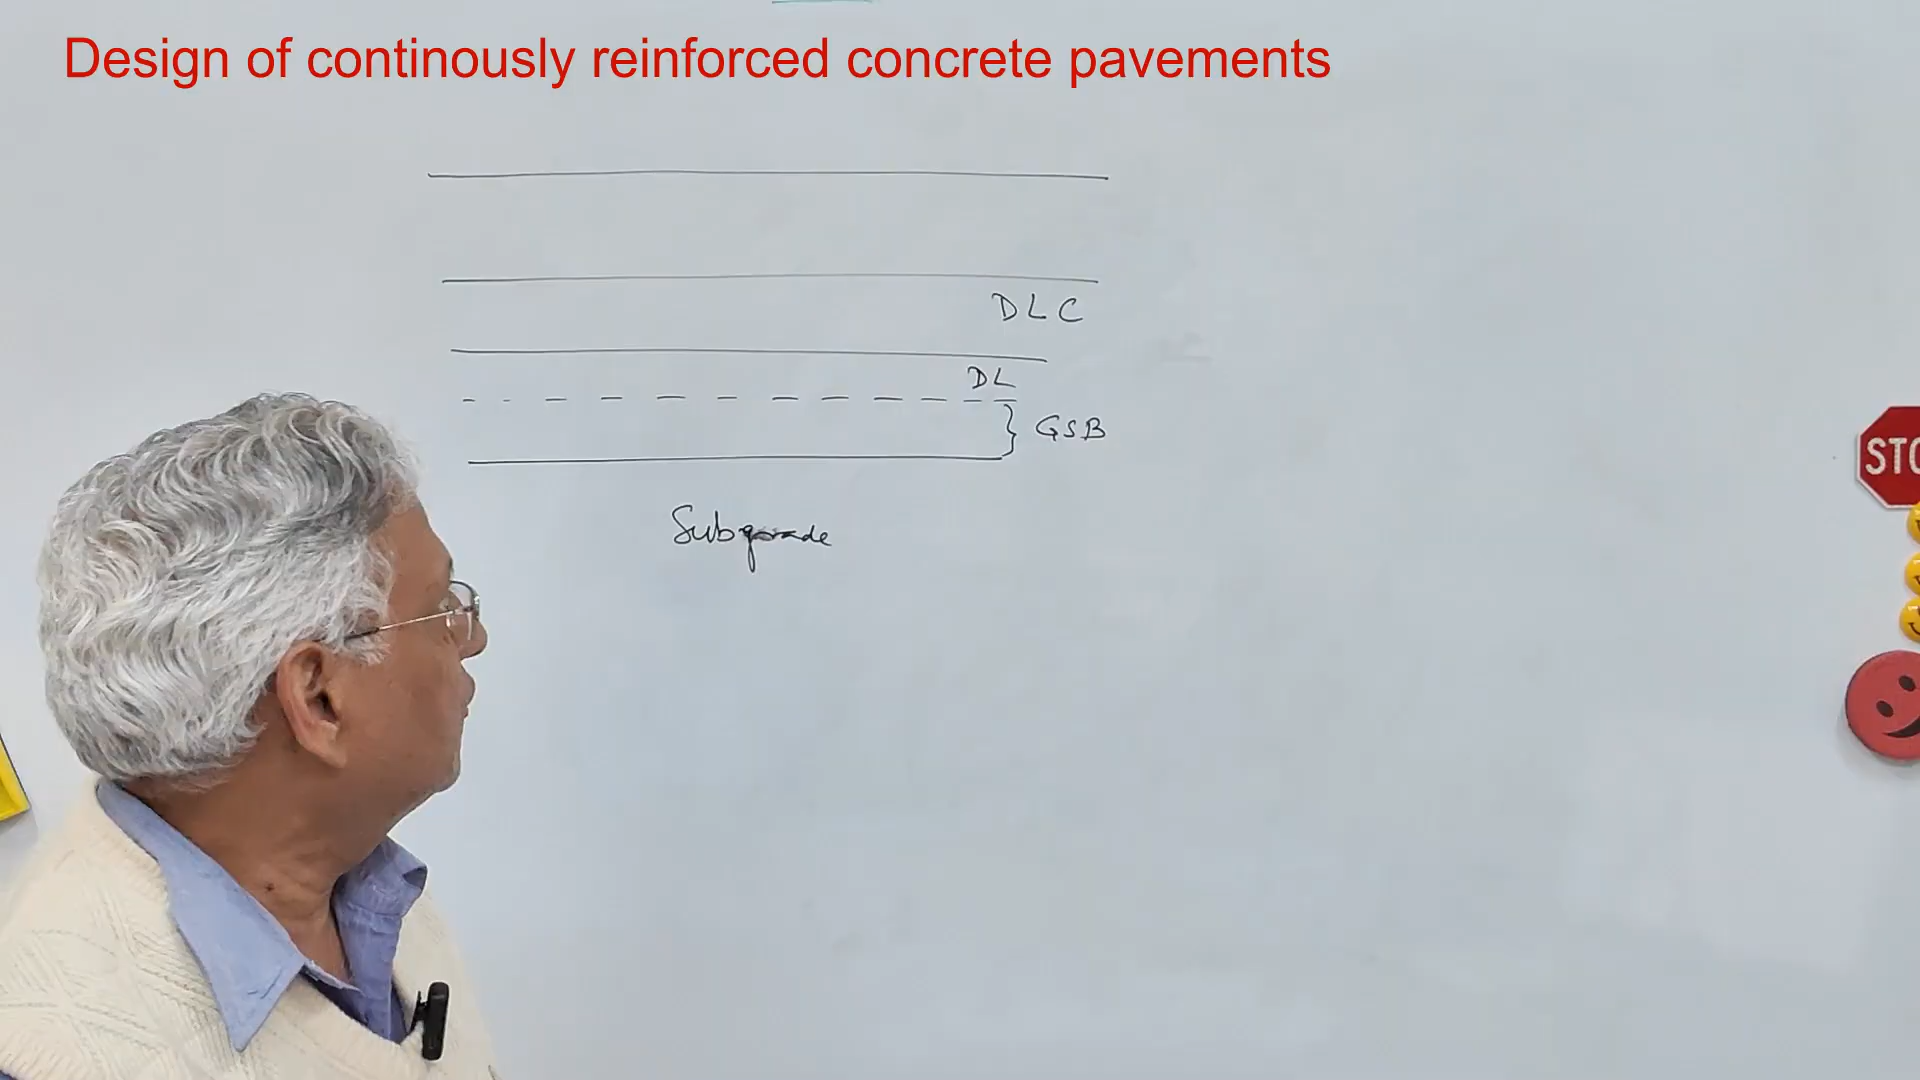 Design of continously reinforced concrete pavements
DLC
DL
GSB
STO
Subgrade